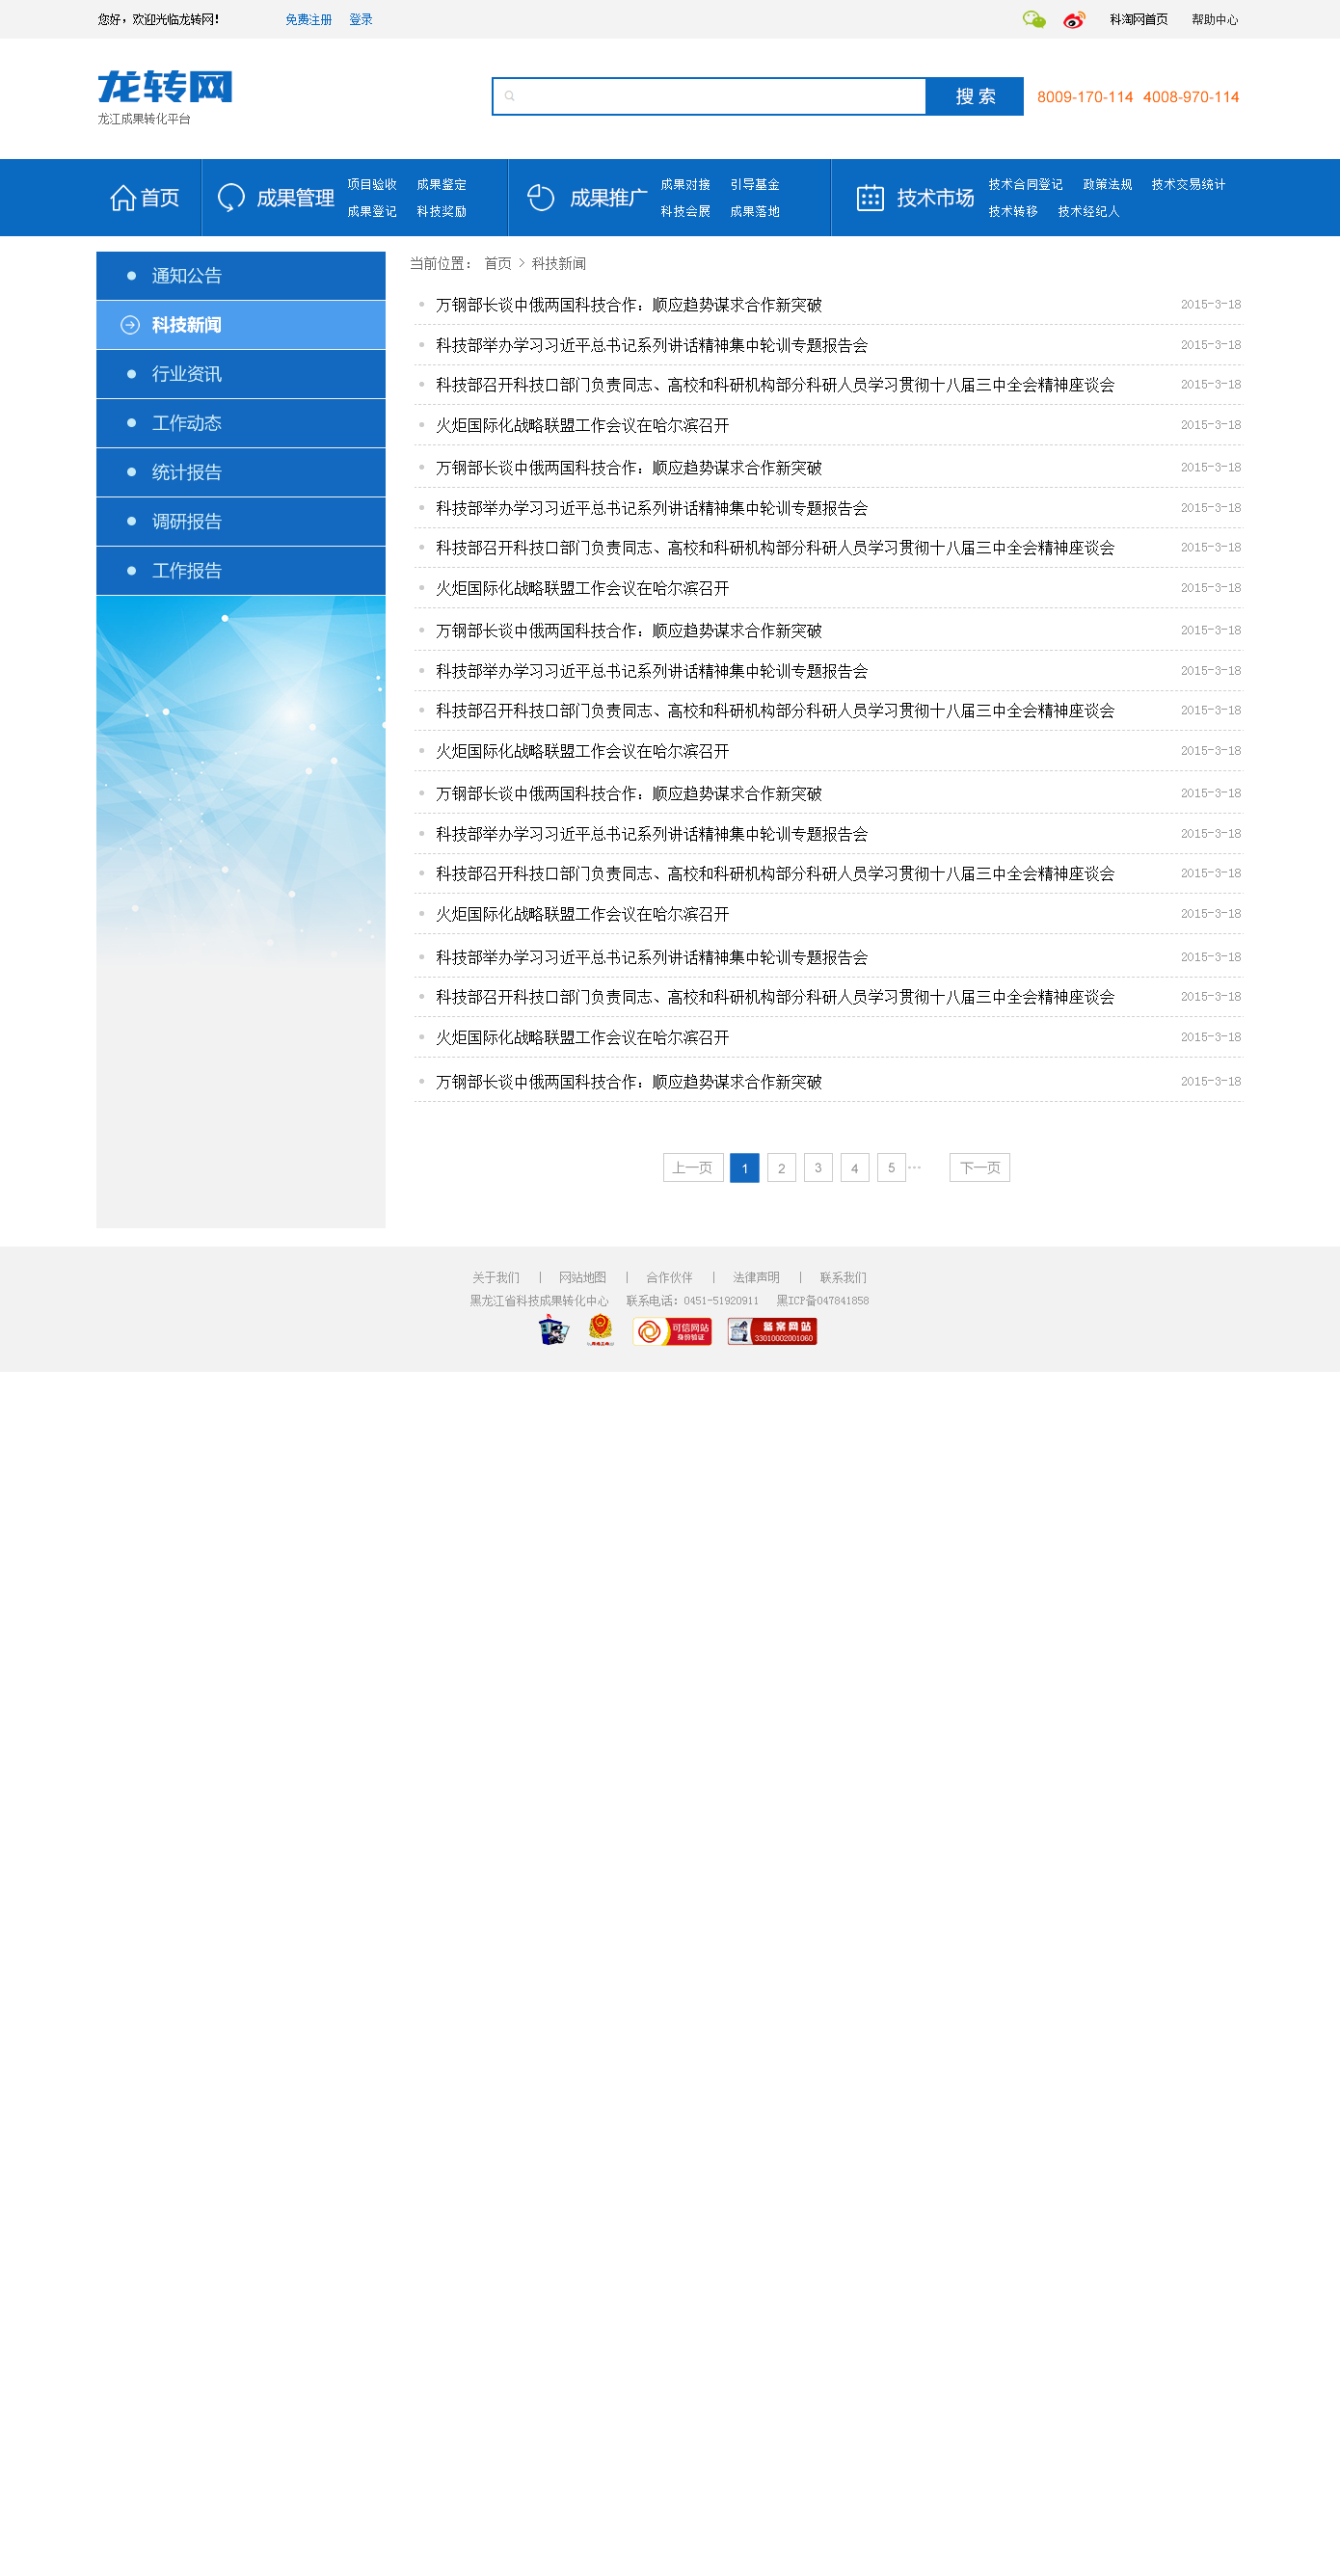 您好，欢迎光临龙转网！ 免费注册 登录 科淘网首页 帮助中心
龙转网
龙江成果转化平台
搜 索 8009-170-114 4008-970-114
首页 成果管理 项目验收 成果鉴定 成果登记 科技奖励
成果推广 成果对接 引导基金 科技会展 成果落地
技术市场 技术合同登记 政策法规 技术交易统计 技术转移 技术经纪人
通知公告
科技新闻
行业资讯
工作动态
统计报告
调研报告
工作报告
当前位置： 首页 > 科技新闻
万钢部长谈中俄两国科技合作：顺应趋势谋求合作新突破 2015-3-18
科技部举办学习习近平总书记系列讲话精神集中轮训专题报告会 2015-3-18
科技部召开科技口部门负责同志、高校和科研机构部分科研人员学习贯彻十八届三中全会精神座谈会 2015-3-18
火炬国际化战略联盟工作会议在哈尔滨召开 2015-3-18
万钢部长谈中俄两国科技合作：顺应趋势谋求合作新突破 2015-3-18
科技部举办学习习近平总书记系列讲话精神集中轮训专题报告会 2015-3-18
科技部召开科技口部门负责同志、高校和科研机构部分科研人员学习贯彻十八届三中全会精神座谈会 2015-3-18
火炬国际化战略联盟工作会议在哈尔滨召开 2015-3-18
万钢部长谈中俄两国科技合作：顺应趋势谋求合作新突破 2015-3-18
科技部举办学习习近平总书记系列讲话精神集中轮训专题报告会 2015-3-18
科技部召开科技口部门负责同志、高校和科研机构部分科研人员学习贯彻十八届三中全会精神座谈会 2015-3-18
火炬国际化战略联盟工作会议在哈尔滨召开 2015-3-18
万钢部长谈中俄两国科技合作：顺应趋势谋求合作新突破 2015-3-18
科技部举办学习习近平总书记系列讲话精神集中轮训专题报告会 2015-3-18
科技部召开科技口部门负责同志、高校和科研机构部分科研人员学习贯彻十八届三中全会精神座谈会 2015-3-18
火炬国际化战略联盟工作会议在哈尔滨召开 2015-3-18
科技部举办学习习近平总书记系列讲话精神集中轮训专题报告会 2015-3-18
科技部召开科技口部门负责同志、高校和科研机构部分科研人员学习贯彻十八届三中全会精神座谈会 2015-3-18
火炬国际化战略联盟工作会议在哈尔滨召开 2015-3-18
万钢部长谈中俄两国科技合作：顺应趋势谋求合作新突破 2015-3-18
上一页 1 2 3 4 5 ··· 下一页
关于我们 | 网站地图 | 合作伙伴 | 法律声明 | 联系我们
黑龙江省科技成果转化中心 联系电话：0451-51920911 黑ICP备047841858
可信网站 身份验证 备案网站 33010002001060